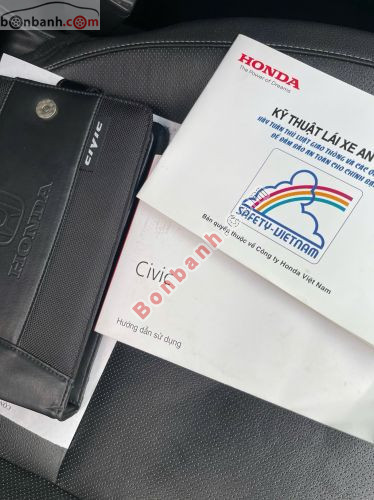 bonbanh.com
HONDA
The Power of Dreams
KỸ THUẬT LÁI XE AN
HÃY TUÂN THỦ LUẬT GIAO THÔNG VÀ CÁC
ĐỂ ĐẢM BẢO AN TOÀN CHO CHÍNH
SAFETY-VIETNAM
Bản quyền thuộc về Công ty Honda Việt Nam
CIVIC
HONDA
Civic
Bonbanh.com
Hướng dẫn sử dụng